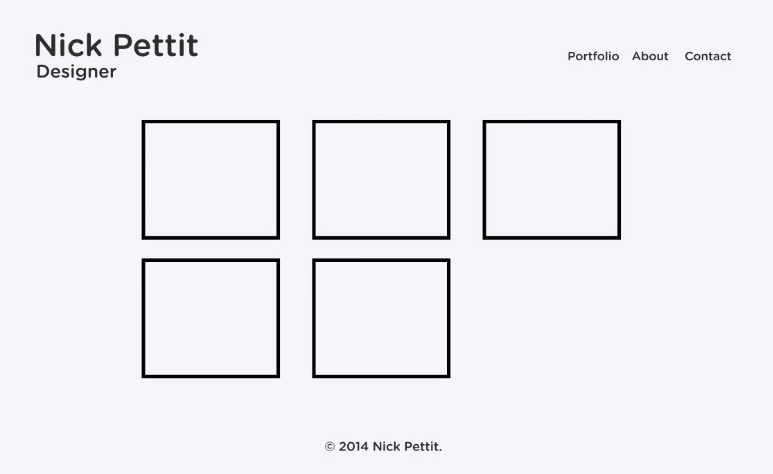 Nick Pettit
Designer
Portfolio About Contact
© 2014 Nick Pettit.